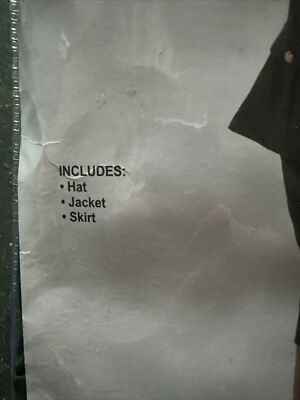 INCLUDES:
• Hat
• Jacket
• Skirt